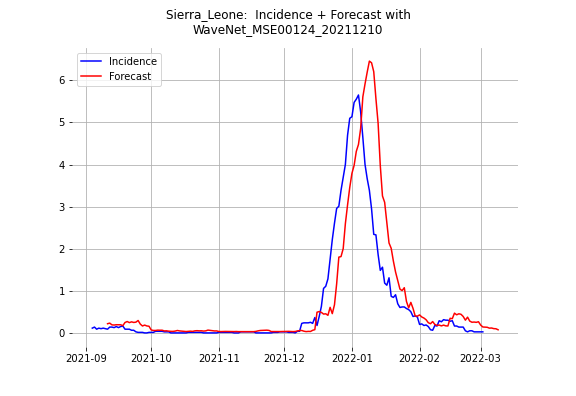 Sierra_Leone:  Incidence + Forecast with
WaveNet_MSE00124_20211210
Incidence
Forecast
6
5
4
3
2
1
0
2021-09 2021-10 2021-11 2021-12 2022-01 2022-02 2022-03